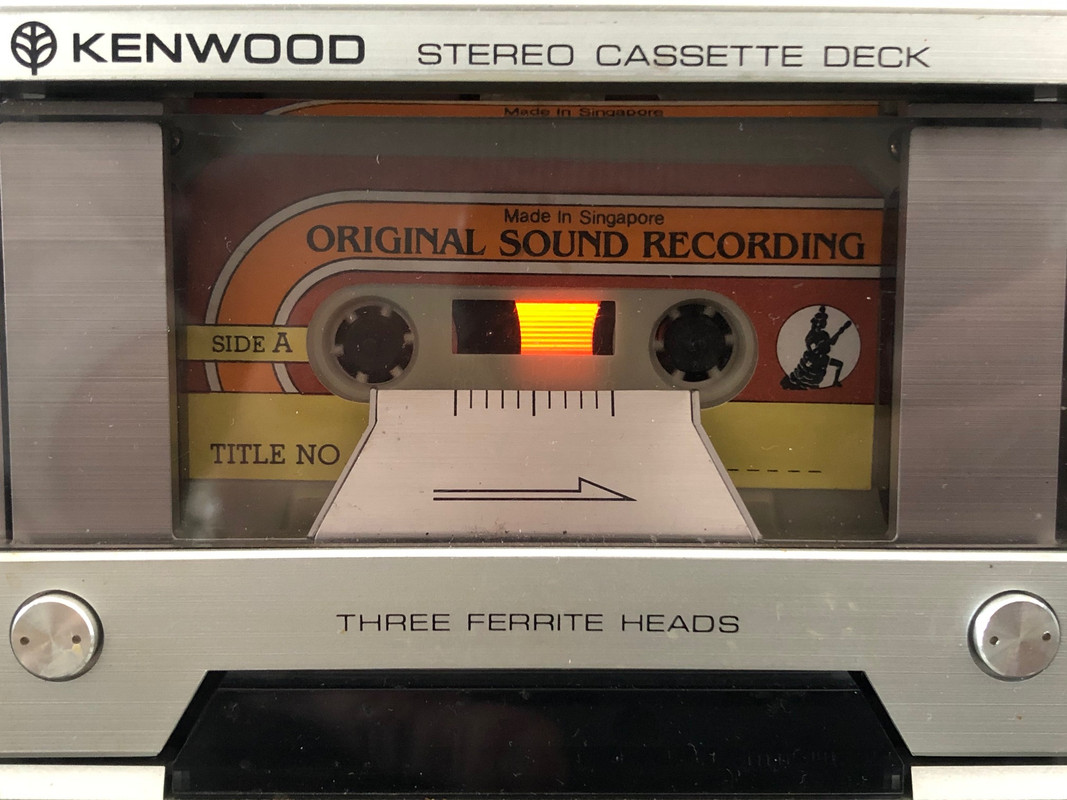 KENWOOD STEREO CASSETTE DECK
Made In Singapore
Made In Singapore
ORIGINAL SOUND RECORDING
SIDE A
TITLE NO
THREE FERRITE HEADS